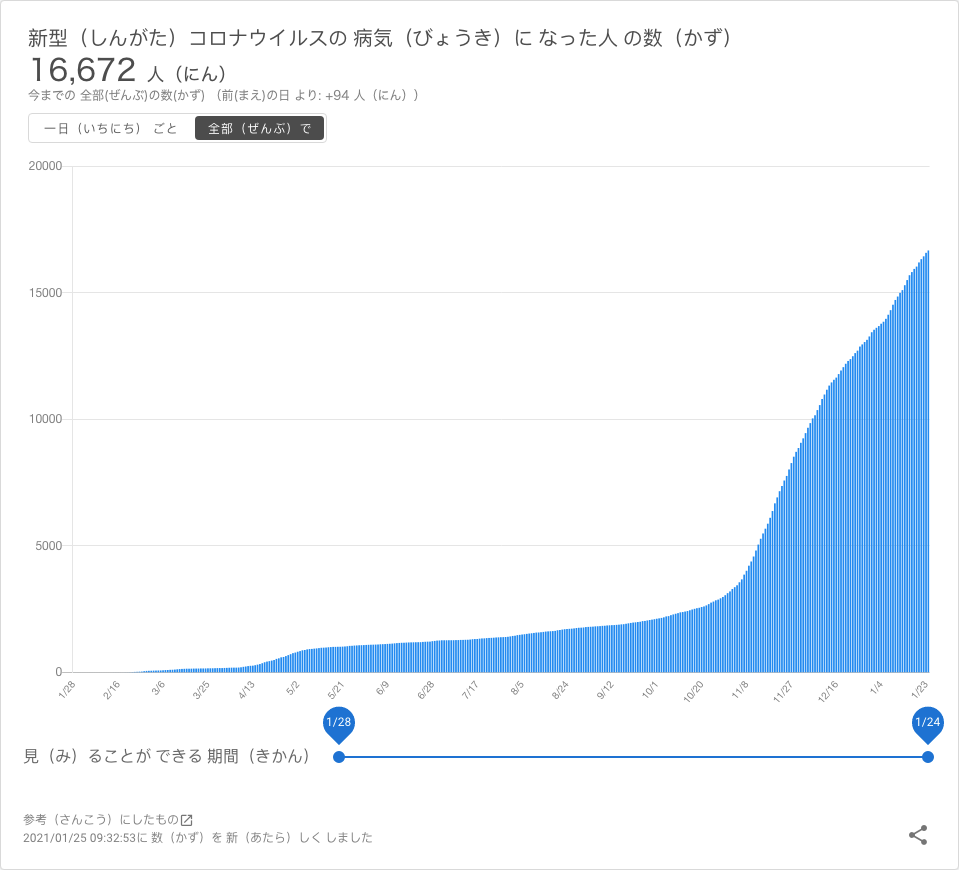 新型（しんがた）コロナウイルスの 病気（びょうき）に なった人 の数（かず）
16,672 人（にん）
今までの 全部(ぜんぶ)の数(かず) （前(まえ)の日 より: +94 人（にん））
一日（いちにち） ごと 全部（ぜんぶ）で
20000
15000
10000
5000
0
1/28 2/16 3/6 3/25 4/13 5/2 5/21 6/9 6/28 7/17 8/5 8/24 9/12 10/1 10/20 11/8 11/27 12/16 1/4 1/23
1/28 1/24
見（み）ることが できる 期間（きかん）
参考（さんこう）にしたもの
2021/01/25 09:32:53に 数（かず）を 新（あたら）しく しました